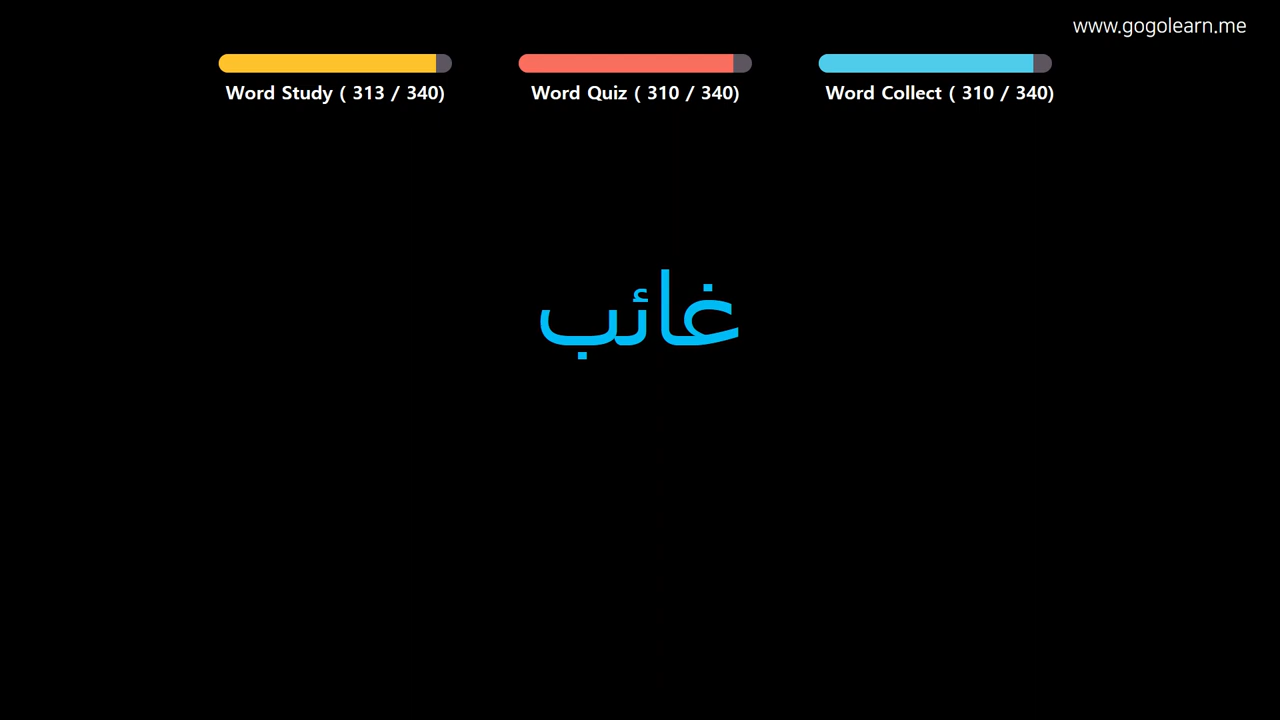 www.gogolearn.me
Word Study ( 313 / 340)
Word Quiz ( 310 / 340)
Word Collect ( 310 / 340)
غائب